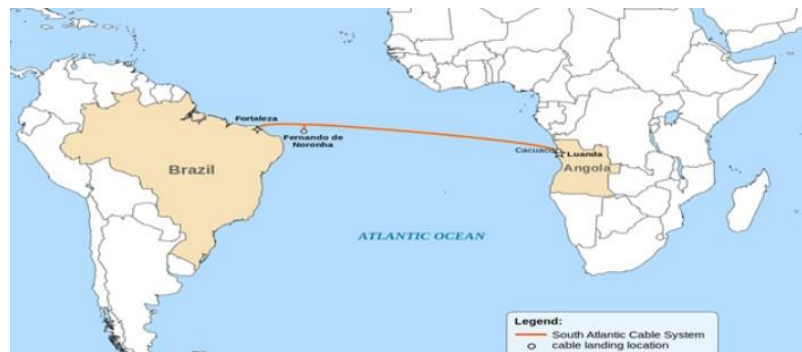 Fortaleza
Fernando de
Noronha
Brazil
Cacuaco
Luanda
Angola
ATLANTIC OCEAN
Legend:
South Atlantic Cable System
cable landing location